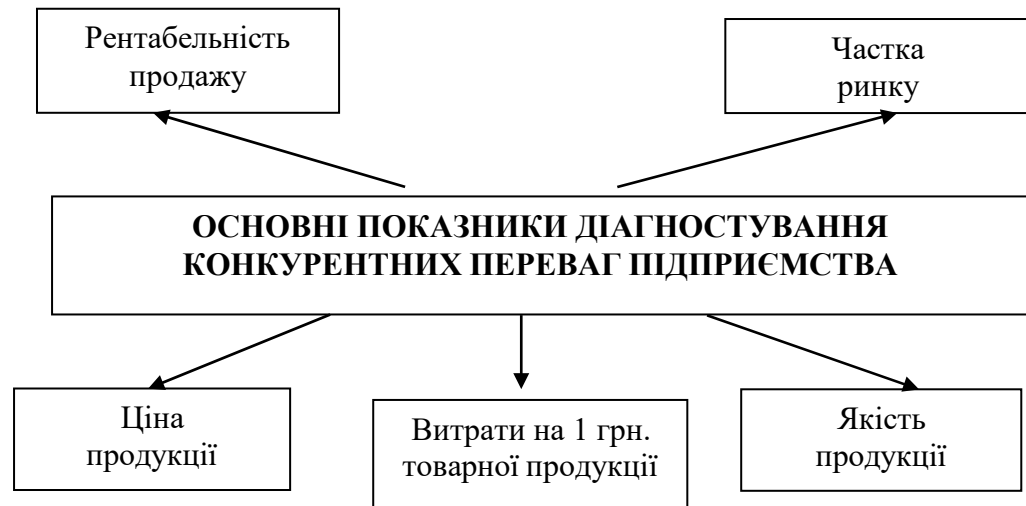 Рентабельність
продажу
Частка
ринку
ОСНОВНІ ПОКАЗНИКИ ДІАГНОСТУВАННЯ
КОНКУРЕНТНИХ ПЕРЕВАГ ПІДПРИЄМСТВА
Ціна
продукції
Витрати на 1 грн.
товарної продукції
Якість
продукції